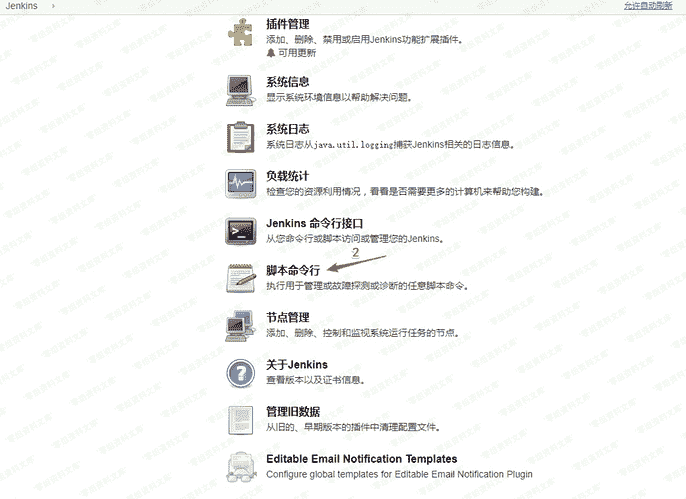 Jenkins ›
允许自动刷新
插件管理
添加、删除、禁用或启用Jenkins功能扩展插件。
可用更新
系统信息
显示系统环境信息以帮助解决问题。
系统日志
系统日志从java.util.logging捕获Jenkins相关的日志信息。
负载统计
检查您的资源利用情况，看看是否需要更多的计算机来帮助您构建。
Jenkins 命令行接口
从您命令行或脚本访问或管理您的Jenkins。
2
脚本命令行
执行用于管理或故障探测或诊断的任意脚本命令。
节点管理
添加、删除、控制和监视系统运行任务的节点。
关于Jenkins
查看版本以及证书信息。
管理旧数据
从旧的、早期版本的插件中清理配置文件。
Editable Email Notification Templates
Configure global templates for Editable Email Notification Plugin